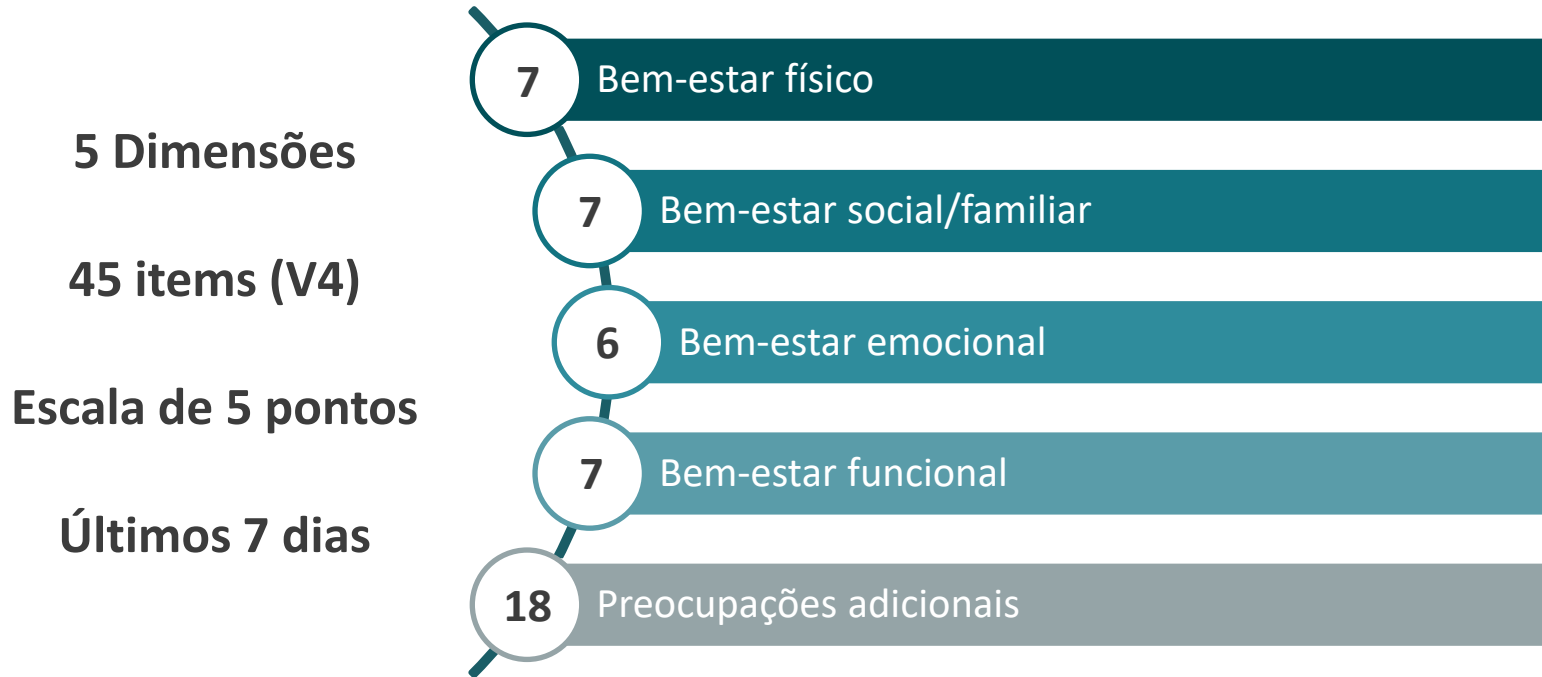 5 Dimensões
45 items (V4)
Escala de 5 pontos
Últimos 7 dias
7 Bem-estar físico
7 Bem-estar social/familiar
6 Bem-estar emocional
7 Bem-estar funcional
18 Preocupações adicionais